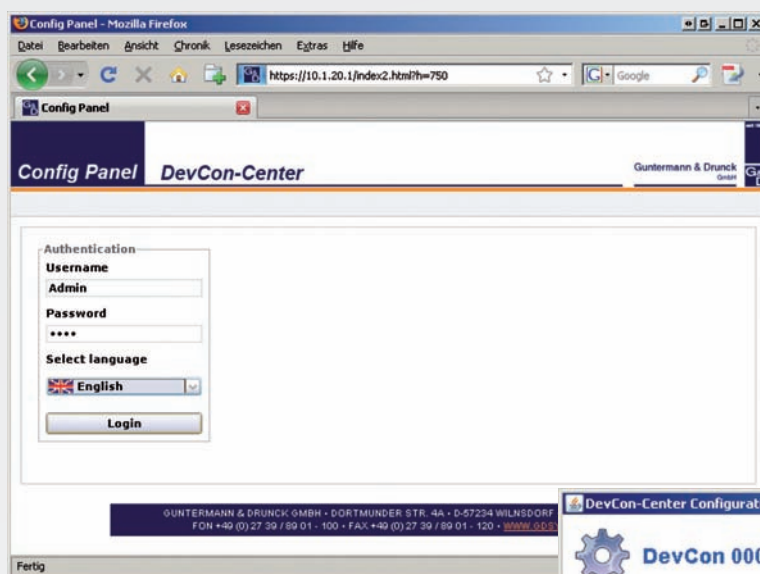 Config Panel - Mozilla Firefox
Datei Bearbeiten Ansicht Chronik Lesezeichen Extras Hilfe
https://10.1.20.1/index2.html?h=750
Google
Config Panel
Config Panel DevCon-Center
Guntermann & Drunck
GmbH
Authentication
Username
Admin
Password
••••
Select language
English
Login
GUNTERMANN & DRUNCK GMBH • DORTMUNDER STR. 4A • D-57234 WILNSDORF
FON +49 (0) 27 39 / 89 01 - 100 • FAX +49 (0) 27 39 / 89 01 - 120 •
DevCon-Center Configurat
DevCon 000
Fertig